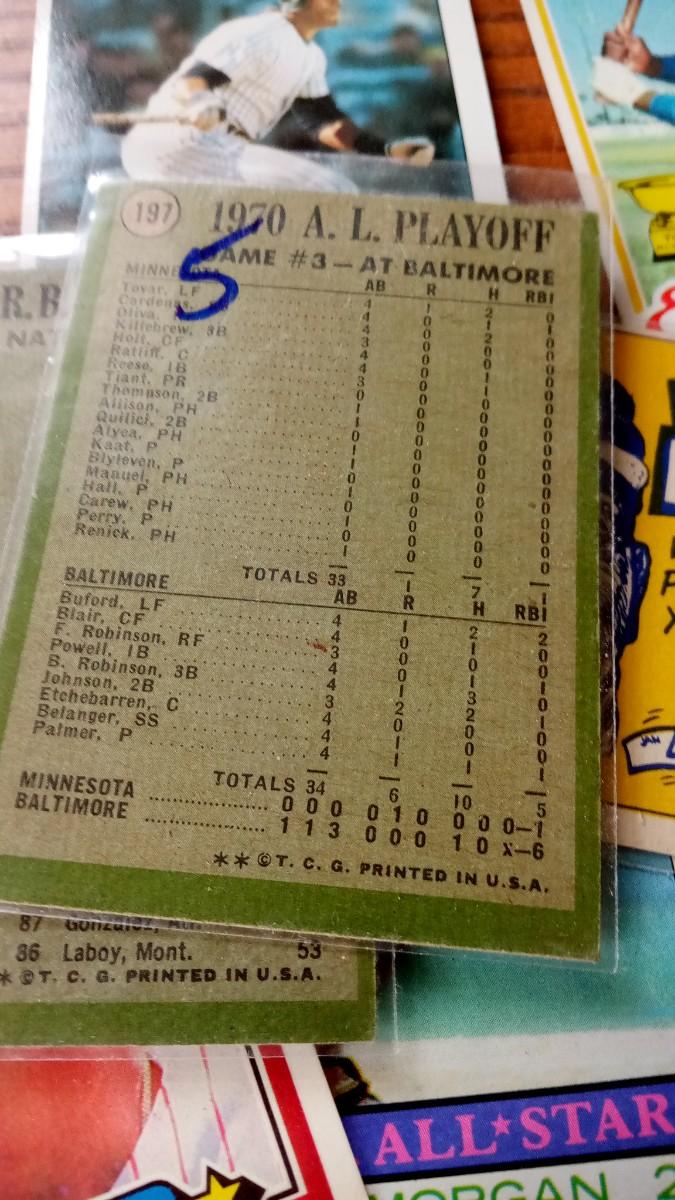 197
1970 A. L. PLAYOFF
GAME #3 — AT BALTIMORE
5
MINNESOTA AB R H RBI
Tovar, LF 4 1 2 0
Cardenas, 4 0 1 1
Oliva, 4 0 2 0
Killebrew, 3B 3 0 0 0
Holt, CF 4 0 0 0
Ratliff, C 4 0 1 0
Reese, 1B 3 0 1 0
Tiant, PR 0 0 0 0
Thompson, 2B 1 0 0 0
Allison, PH 1 0 0 0
Quilici, 2B 0 0 0 0
Alyea, PH 1 0 0 0
Kaat, P 1 0 0 0
Blyleven, P 0 0 0 0
Manuel, PH 1 0 0 0
Hall, P 0 0 0 0
Carew, PH 1 0 0 0
Perry, P 0 0 0 0
Renick, PH 1 0 0 0
TOTALS 33 1 7 1
BALTIMORE AB R H RBI
Buford, LF 4 1 2 2
Blair, CF 4 0 0 0
F. Robinson, RF 3 1 1 0
Powell, 1B 4 0 1 1
B. Robinson, 3B 4 1 1 0
Johnson, 2B 4 2 3 1
Etchebarren, C 3 0 2 0
Belanger, SS 4 1 0 0
Palmer, P 4 1 1 1
TOTALS 34 6 10 5
MINNESOTA 0 0 0 0 1 0 0 0 0—1
BALTIMORE 1 1 3 0 0 0 1 0 x—6
** © T. C. G. PRINTED IN U.S.A.
R. B
NAT
86 Laboy, Mont. 53
* © T. C. G. PRINTED IN U.S.A.
ALL★STAR
MORGAN 2